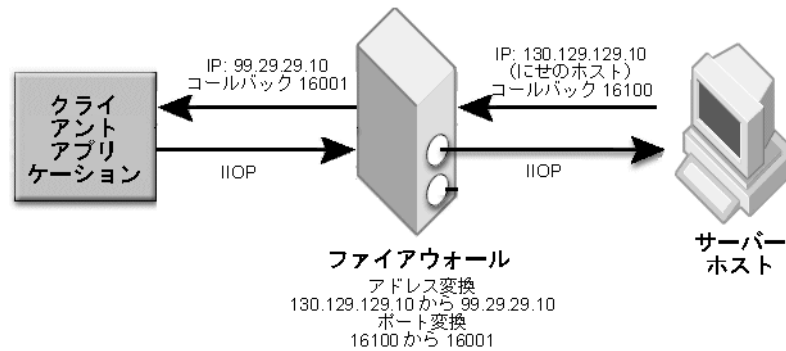 IP: 99.29.29.10
コールバック 16001
IP: 130.129.129.10
(にせのホスト)
コールバック 16100
クライ
アント
アプリ
ケーション
IIOP
IIOP
サーバー
ホスト
ファイアウォール
アドレス変換
130.129.129.10 から 99.29.29.10
ポート変換
16100 から 16001